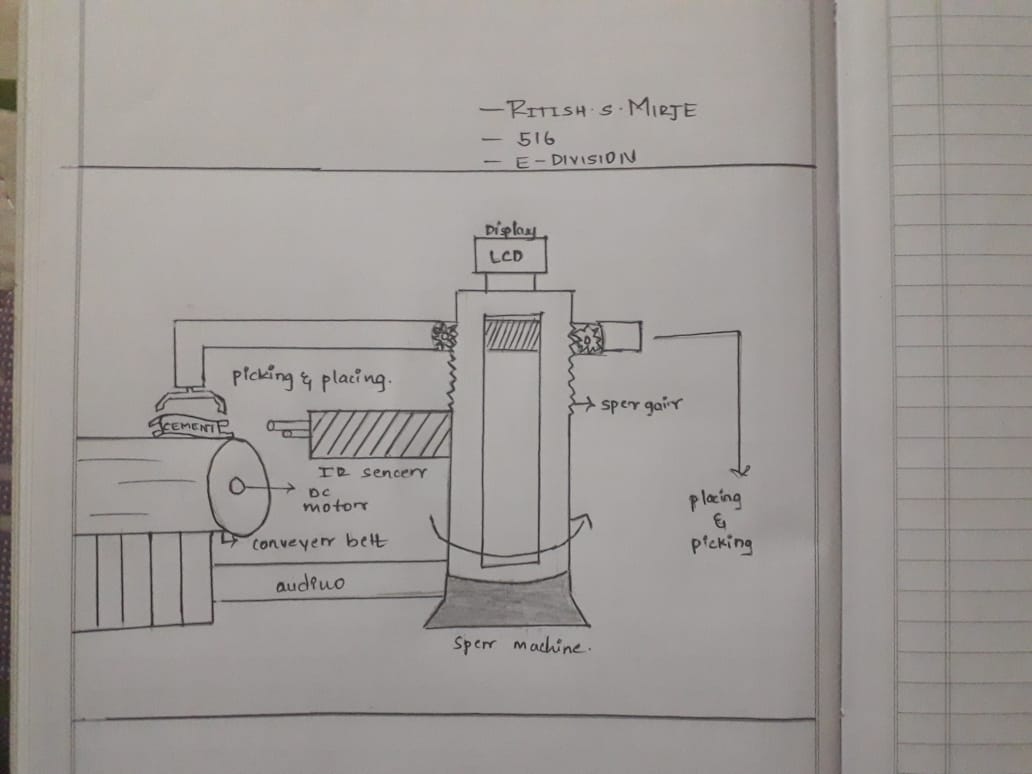 — RITISH.S.MIRJE
— 516
— E-DIVISION
Display
LCD
picking & placing.
CEMENT
sper gair
IR sencerr
DC
motorr
placing
&
picking
conveyerr belt
audiuo
Sperr machine.